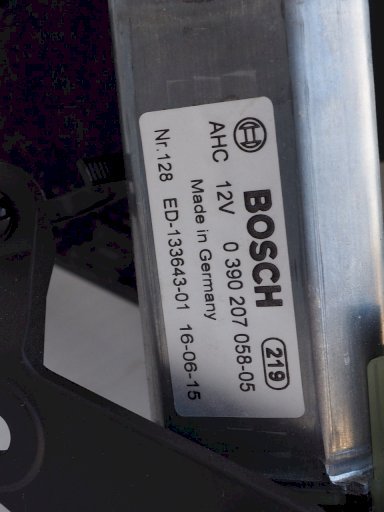 BOSCH 219
AHC 12V 0 390 207 058-05
Made in Germany
Nr.128 ED-133643-01 16-06-15